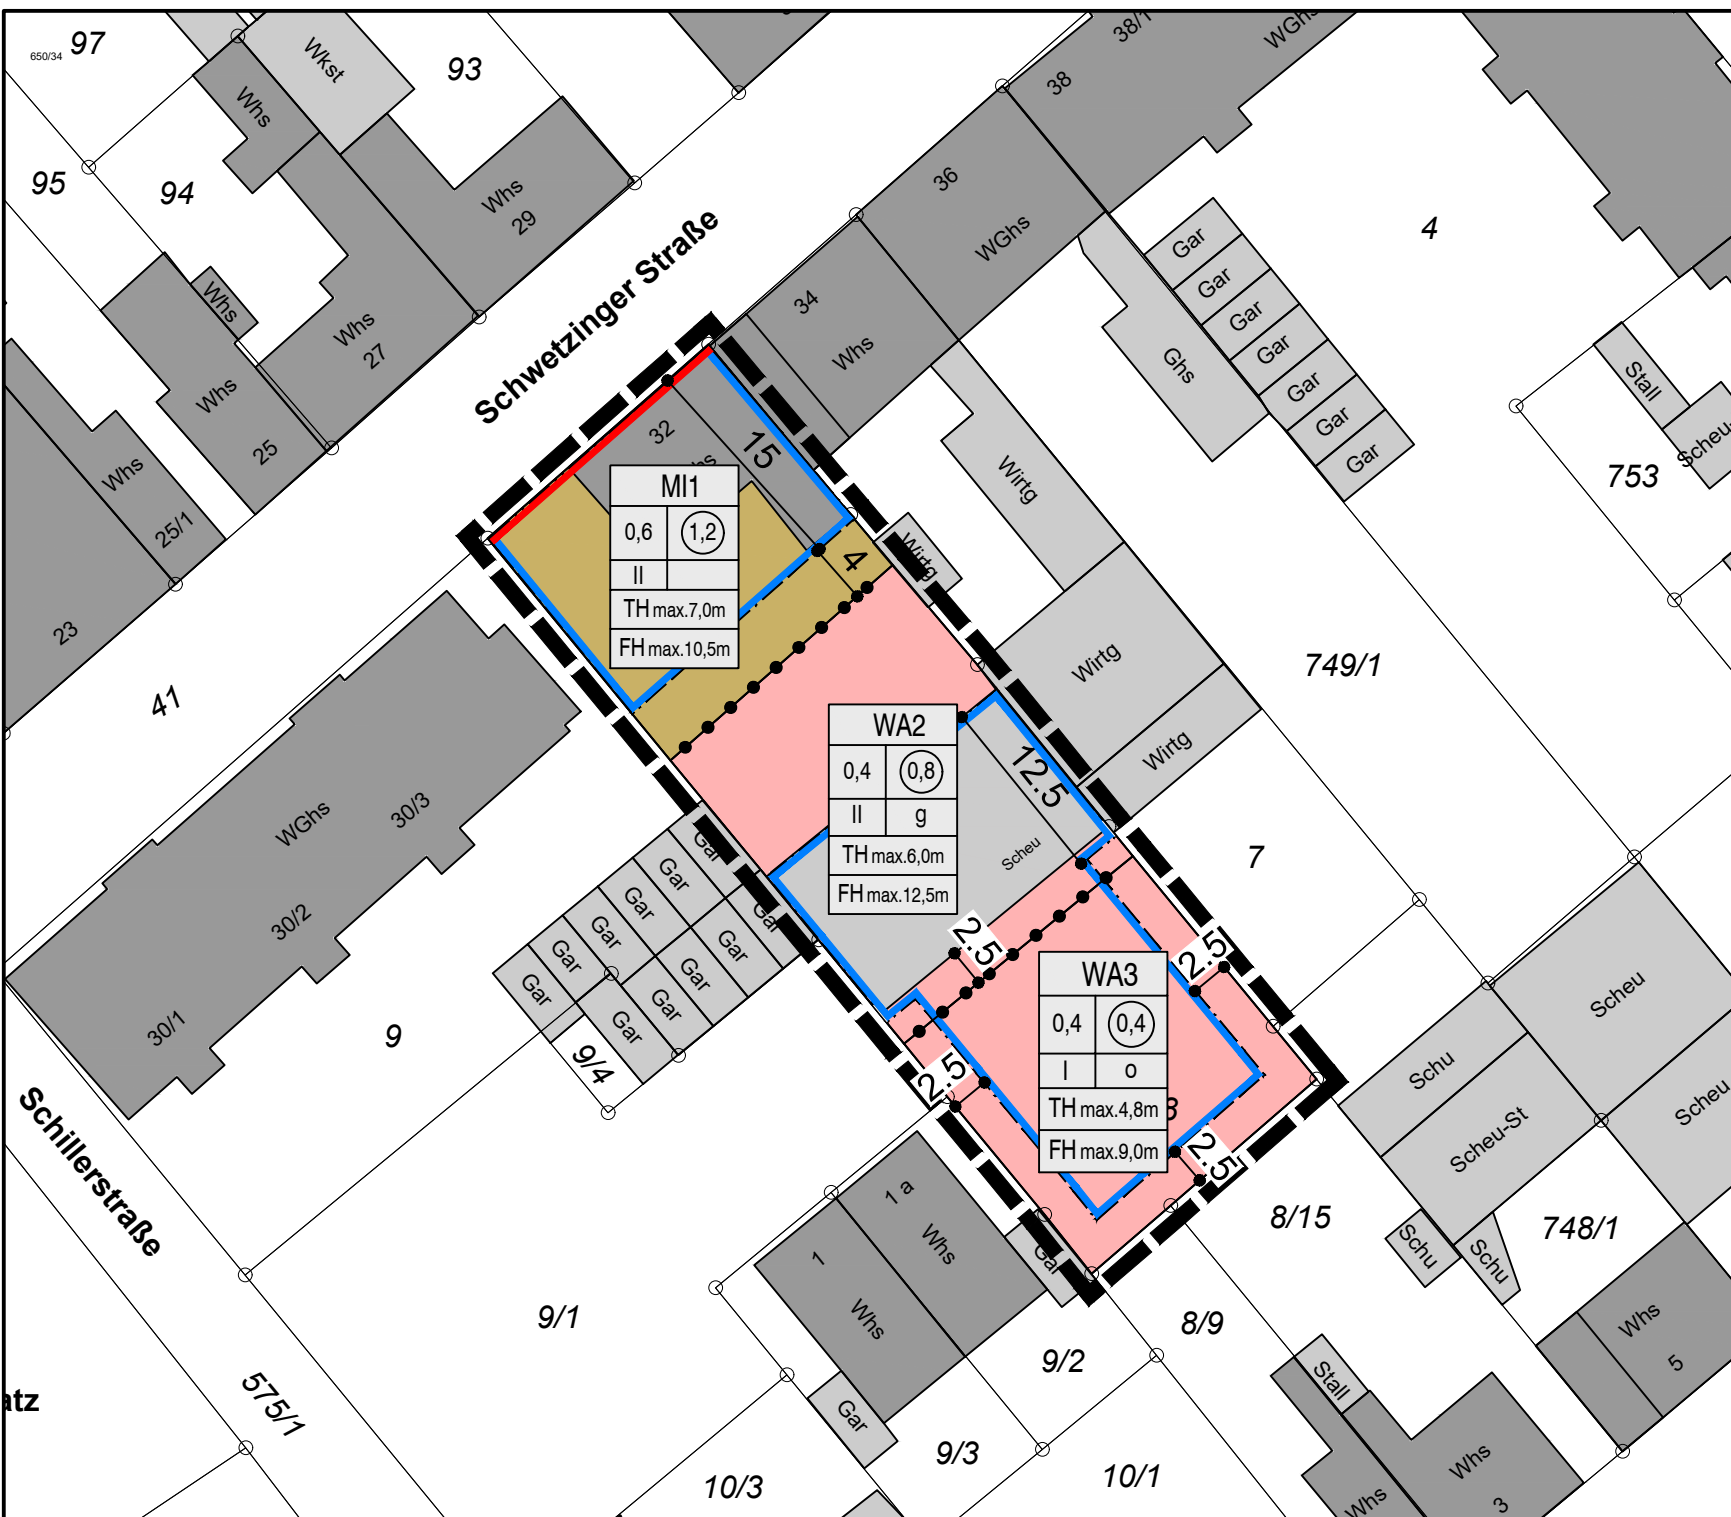 650/34
97
Wkst
93
Whs
95
94
Whs
29
Whs
Whs
27
Whs
25
Whs
25/1
23
41
Schwetzinger Straße
38/1
WGhs
38
36
WGhs
34
Whs
4
Gar
Gar
Gar
Gar
Gar
Gar
Gar
Ghs
Stall
Scheu-
753
Wirtg
Wirtg
Wirtg
Wirtg
749/1
7
32
15
MI1
0,6
1,2
II
TH max.7,0m
FH max.10,5m
4
WA2
0,4
0,8
II
g
TH max.6,0m
FH max.12,5m
12.5
Scheu
2.5
2.5
WA3
0,4
0,4
I
o
TH max.4,8m
FH max.9,0m
2.5
2.5
WGhs
30/3
30/2
30/1
Gar
Gar
Gar
Gar
Gar
Gar
Gar
Gar
Gar
Gar
9
9/4
Schillerstraße
Scheu
Schu
Scheu-St
Scheu
8/15
748/1
Schu
Schu
1 a
1
Whs
Whs
Gar
9/1
8/9
9/2
Whs
5
Stall
575/1
atz
Gar
9/3
10/3
10/1
Whs
3
Whs